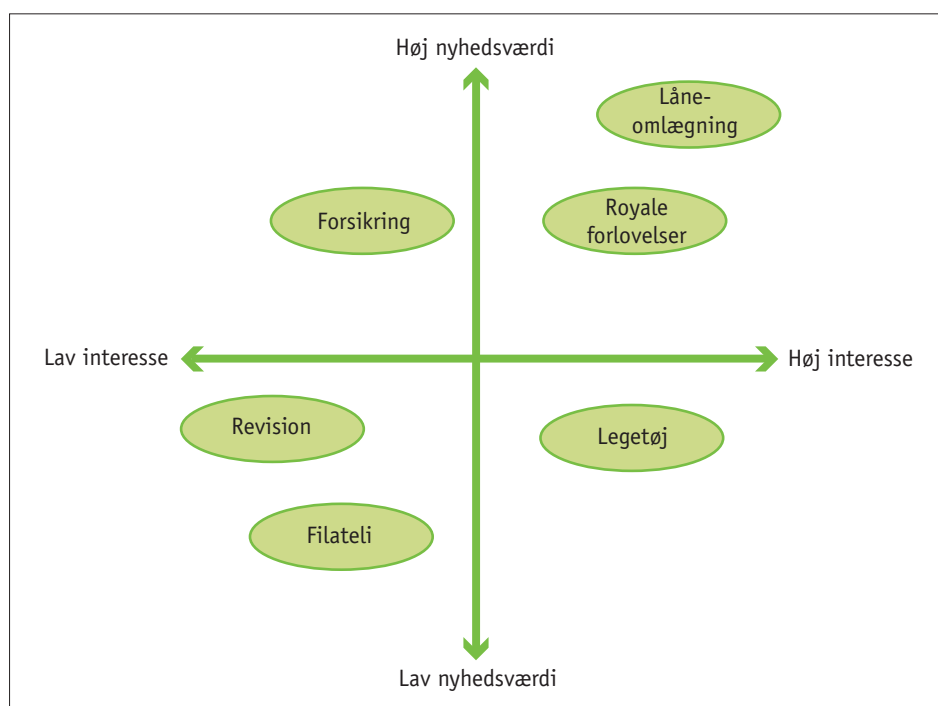 Høj nyhedsværdi
Låne-
omlægning
Forsikring
Royale
forlovelser
Lav interesse
Høj interesse
Revision
Legetøj
Filateli
Lav nyhedsværdi